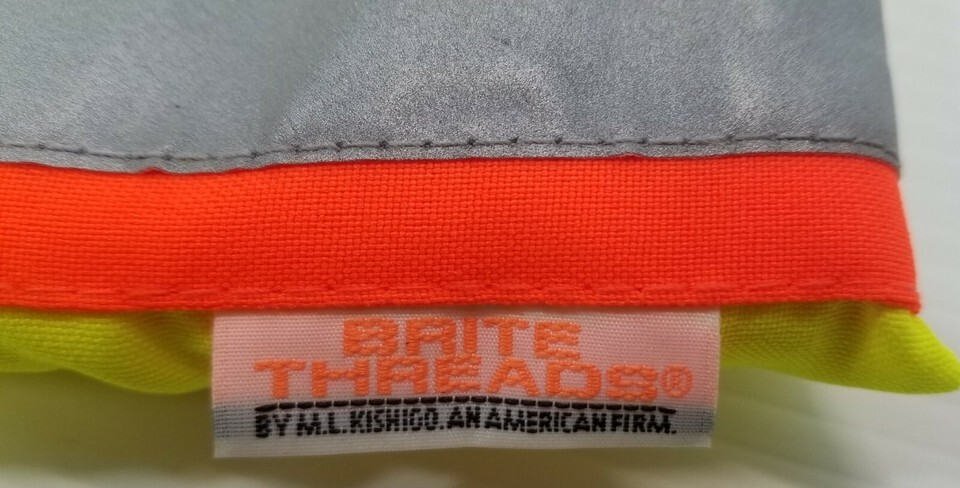 BRITE
THREADS®
BY M.L.KISHIGO.AN AMERICAN FIRM.